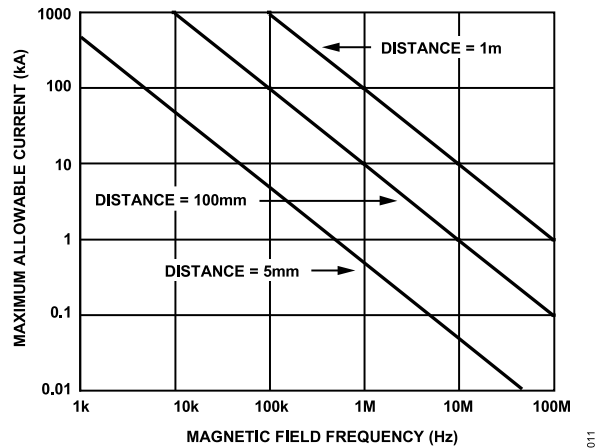 MAXIMUM ALLOWABLE CURRENT (kA)
1000
100
10
1
0.1
0.01
DISTANCE = 1m
DISTANCE = 100mm
DISTANCE = 5mm
1k 10k 100k 1M 10M 100M
MAGNETIC FIELD FREQUENCY (Hz)
011